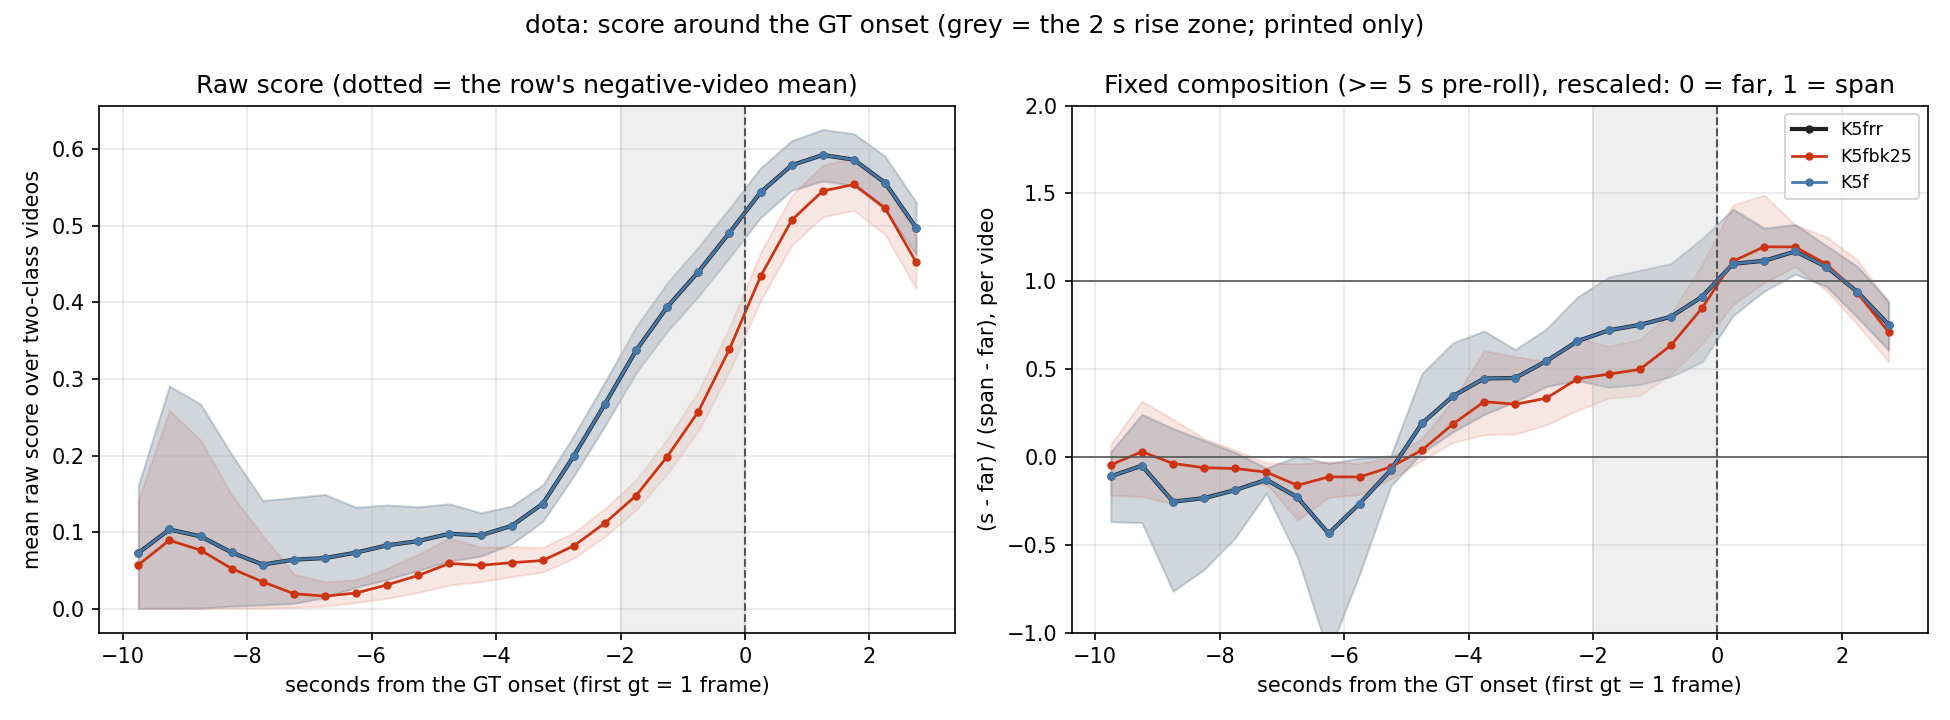 dota: score around the GT onset (grey = the 2 s rise zone; printed only)
Raw score (dotted = the row's negative-video mean)
mean raw score over two-class videos
0.6
0.5
0.4
0.3
0.2
0.1
0.0
−10
−8
−6
−4
−2
0
2
seconds from the GT onset (first gt = 1 frame)
Fixed composition (>= 5 s pre-roll), rescaled: 0 = far, 1 = span
(s - far) / (span - far), per video
2.0
1.5
1.0
0.5
0.0
−0.5
−1.0
K5frr
K5fbk25
K5f
−10
−8
−6
−4
−2
0
2
seconds from the GT onset (first gt = 1 frame)